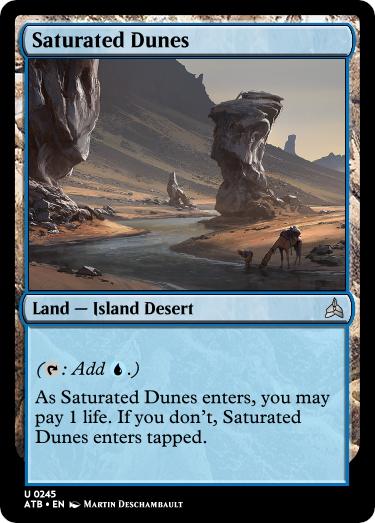 Saturated Dunes
Land — Island Desert
(: Add .)
As Saturated Dunes enters, you may
pay 1 life. If you don't, Saturated
Dunes enters tapped.
U 0245
ATB • EN Martin Deschambault